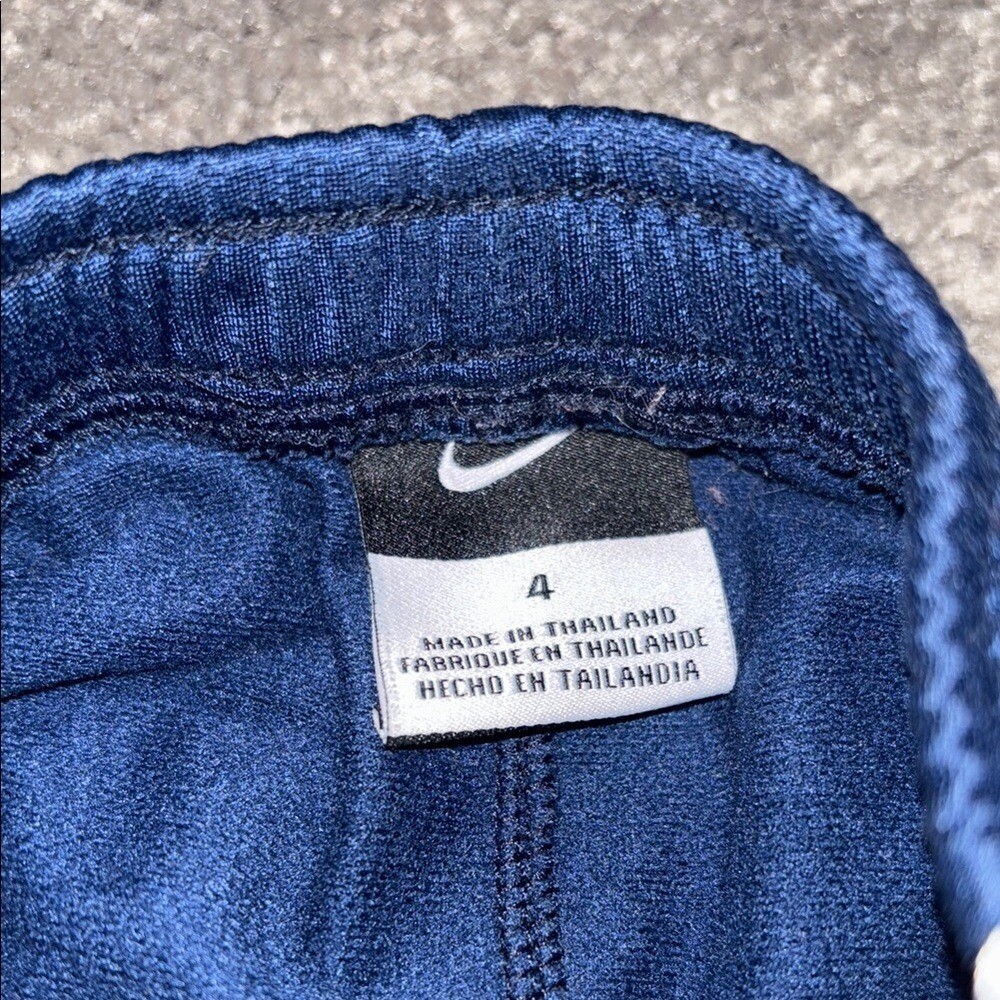 4
MADE IN THAILAND
FABRIQUE EN THAILANDE
HECHO EN TAILANDIA